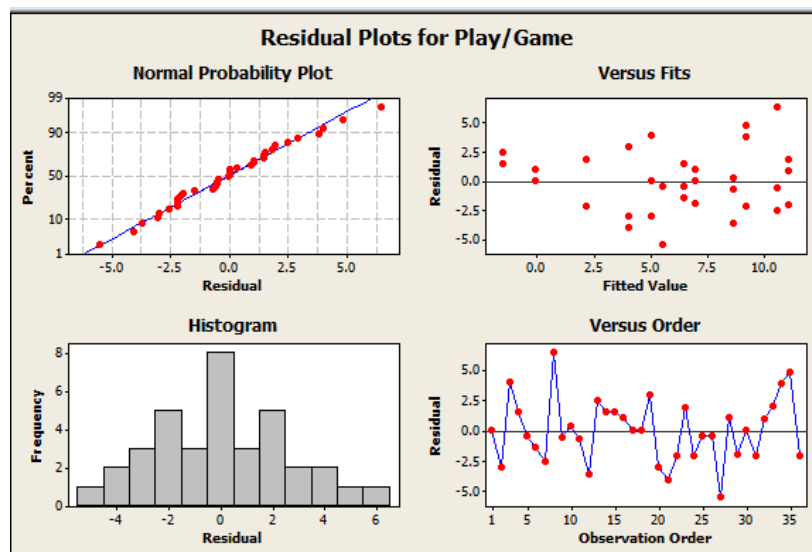 Residual Plots for Play/Game
Normal Probability Plot
99
90
50
10
1
Percent
-5.0 -2.5 0.0 2.5 5.0
Residual
Versus Fits
5.0
2.5
0.0
-2.5
-5.0
Residual
0.0 2.5 5.0 7.5 10.0
Fitted Value
Histogram
8
6
4
2
0
Frequency
-4 -2 0 2 4 6
Residual
Versus Order
5.0
2.5
0.0
-2.5
-5.0
Residual
1 5 10 15 20 25 30 35
Observation Order